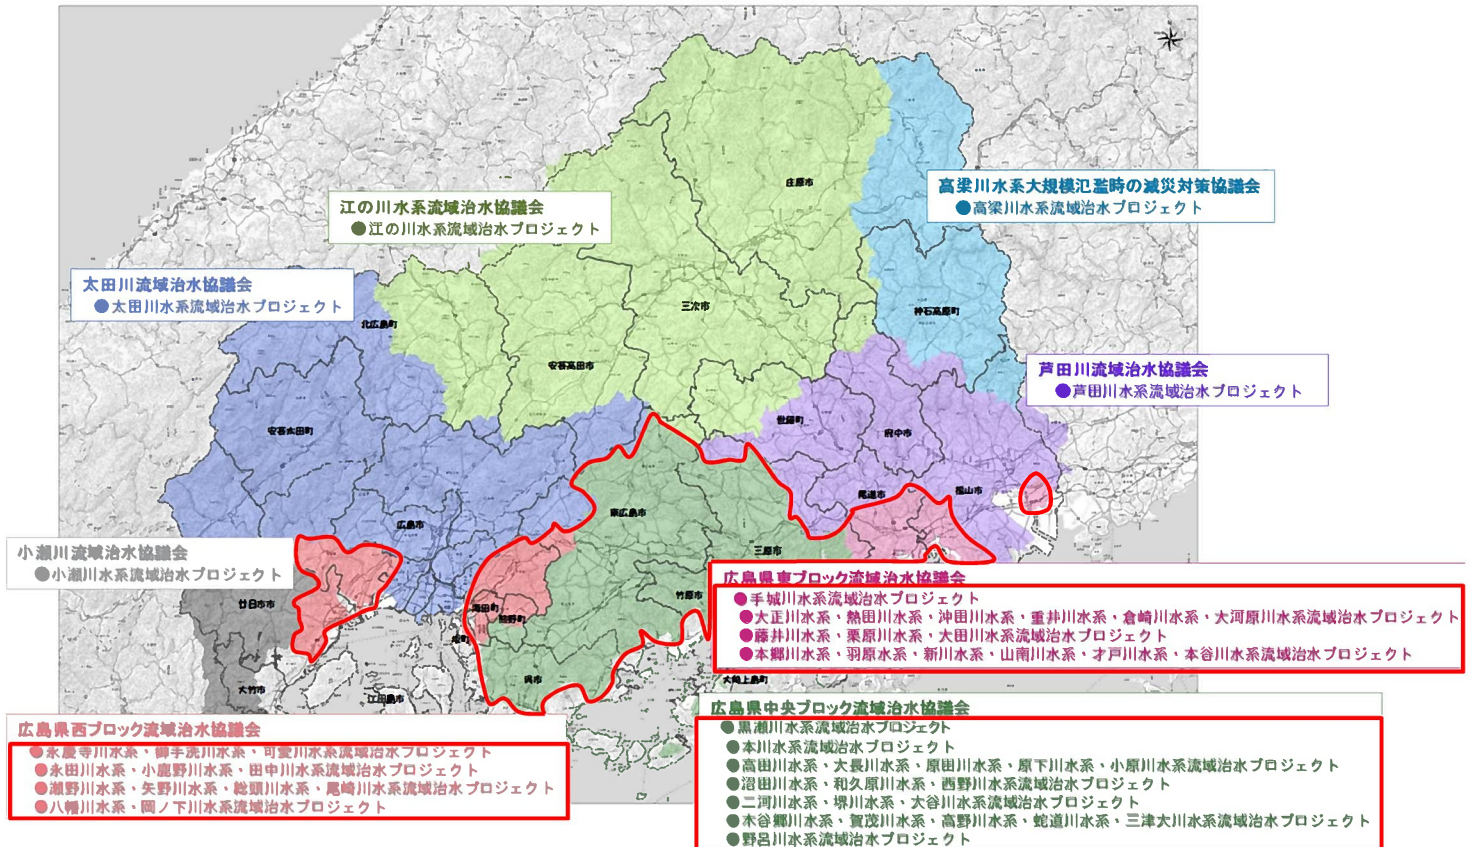 江の川水系流域治水協議会
●江の川水系流域治水プロジェクト
高梁川水系大規模氾濫時の減災対策協議会
●高梁川水系流域治水プロジェクト
太田川流域治水協議会
●太田川水系流域治水プロジェクト
芦田川流域治水協議会
●芦田川水系流域治水プロジェクト
小瀬川流域治水協議会
●小瀬川水系流域治水プロジェクト
庄原市
三次市
神石高原町
北広島町
安芸高田市
世羅町
府中市
安芸太田町
尾道市
福山市
広島市
東広島市
三原市
廿日市市
海田町
熊野町
竹原市
坂町
呉市
大竹市
江田島市
大崎上島町
広島県東ブロック流域治水協議会
●手城川水系流域治水プロジェクト
●大正川水系・熱田川水系・沖田川水系・重井川水系・倉崎川水系・大河原川水系流域治水プロジェクト
●藤井川水系・栗原川水系・大田川水系流域治水プロジェクト
●本郷川水系・羽原水系・新川水系・山南川水系・才戸川水系・本谷川水系流域治水プロジェクト
広島県西ブロック流域治水協議会
●永慶寺川水系・御手洗川水系・可愛川水系流域治水プロジェクト
●永田川水系・小鹿野川水系・田中川水系流域治水プロジェクト
●瀬野川水系・矢野川水系・総頭川水系・尾崎川水系流域治水プロジェクト
●八幡川水系・岡ノ下川水系流域治水プロジェクト
広島県中央ブロック流域治水協議会
●黒瀬川水系流域治水プロジェクト
●本川水系流域治水プロジェクト
●高田川水系・大長川水系・原田川水系・原下川水系・小原川水系流域治水プロジェクト
●沼田川水系・和久原川水系・西野川水系流域治水プロジェクト
●二河川水系・堺川水系・大谷川水系流域治水プロジェクト
●木谷郷川水系・賀茂川水系・高野川水系・蛇道川水系・三津大川水系流域治水プロジェクト
●野呂川水系流域治水プロジェクト